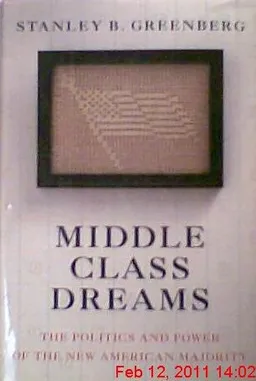 STANLEY B. GREENBERG
MIDDLE
CLASS
DREAMS
THE POLITICS AND POWER
OF THE NEW AMERICAN MAJORITY
Feb 12, 2011 14:02